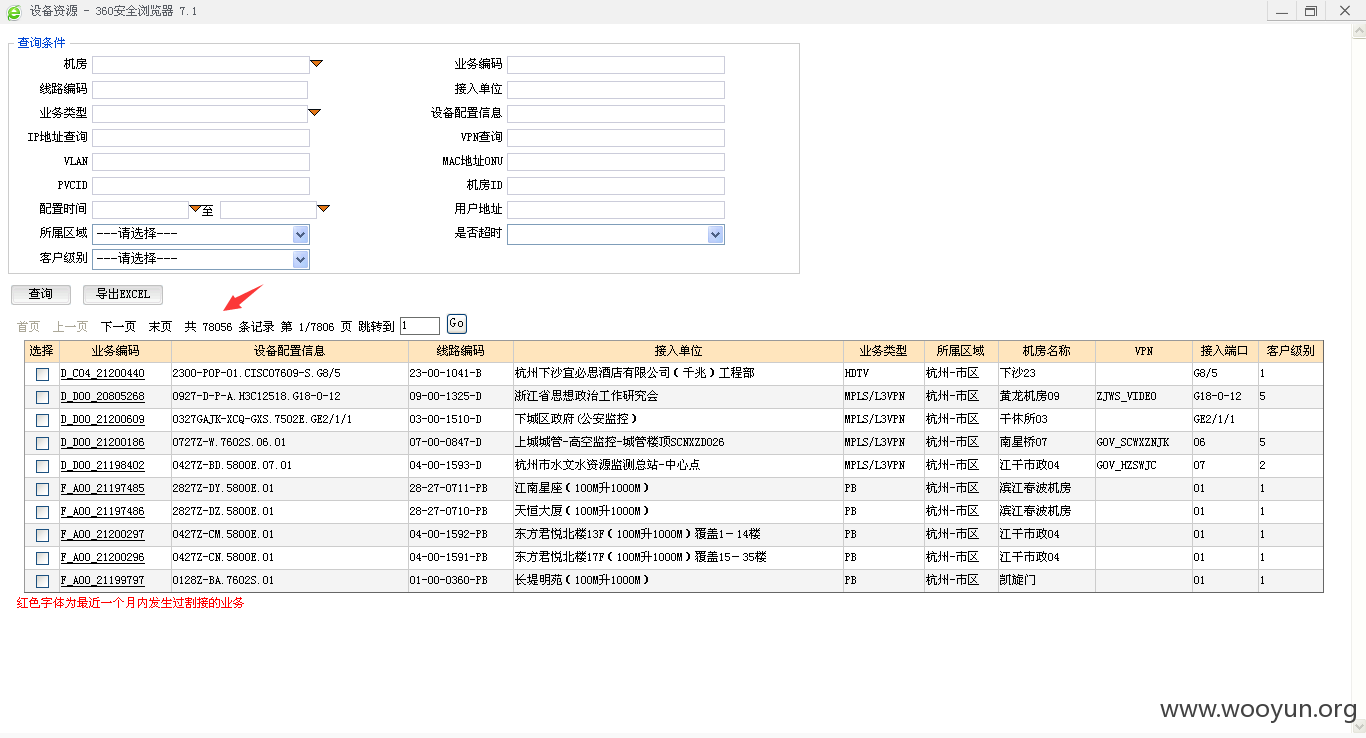 设备资源 - 360安全浏览器 7.1
查询条件
机房 业务编码
线路编码 接入单位
业务类型 设备配置信息
IP地址查询 VPN查询
VLAN MAC地址ONU
PVCID 机房ID
配置时间 至 用户地址
所属区域 ---请选择--- 是否超时
客户级别 ---请选择---
查询 导出EXCEL
首页 上一页 下一页 末页 共 78056 条记录 第 1/7806 页 跳转到 1 Go
选择 业务编码 设备配置信息 线路编码 接入单位 业务类型 所属区域 机房名称 VPN 接入端口 客户级别
D_C04_21200440 2300-POP-01.CISCO7609-S.G8/5 23-00-1041-B 杭州下沙宜必思酒店有限公司（千兆）工程部 HDTV 杭州-市区 下沙23 G8/5 1
D_D00_20805268 0927-D-P-A.H3C12518.G18-0-12 09-00-1325-D 浙江省思想政治工作研究会 MPLS/L3VPN 杭州-市区 黄龙机房09 ZJWS_VIDEO G18-0-12 5
D_D00_21200609 0327GAJK-XCQ-GXS.7502E.GE2/1/1 03-00-1510-D 下城区政府(公安监控） MPLS/L3VPN 杭州-市区 干休所03 GE2/1/1
D_D00_21200186 0727Z-W.7602S.06.01 07-00-0847-D 上城城管-高空监控-城管楼顶SCNXZD026 MPLS/L3VPN 杭州-市区 南星桥07 GOV_SCWXZNJK 06 5
D_D00_21198402 0427Z-BD.5800E.07.01 04-00-1593-D 杭州市水文水资源监测总站-中心点 MPLS/L3VPN 杭州-市区 江干市政04 GOV_HZSWJC 07 2
F_A00_21197485 2827Z-DY.5800E.01 28-27-0711-PB 江南星座（100M升1000M） PB 杭州-市区 滨江春波机房 01 1
F_A00_21197486 2827Z-DZ.5800E.01 28-27-0710-PB 天恒大厦（100M升1000M） PB 杭州-市区 滨江春波机房 01 1
F_A00_21200297 0427Z-CM.5800E.01 04-00-1592-PB 东方君悦北楼13F（100M升1000M）覆盖1－14楼 PB 杭州-市区 江干市政04 01 1
F_A00_21200296 0427Z-CN.5800E.01 04-00-1591-PB 东方君悦北楼17F（100M升1000M）覆盖15－35楼 PB 杭州-市区 江干市政04 01 1
F_A00_21199797 0128Z-BA.7602S.01 01-00-0360-PB 长堤明苑（100M升1000M） PB 杭州-市区 凯旋门 01 1
红色字体为最近一个月内发生过割接的业务
www.wooyun.org